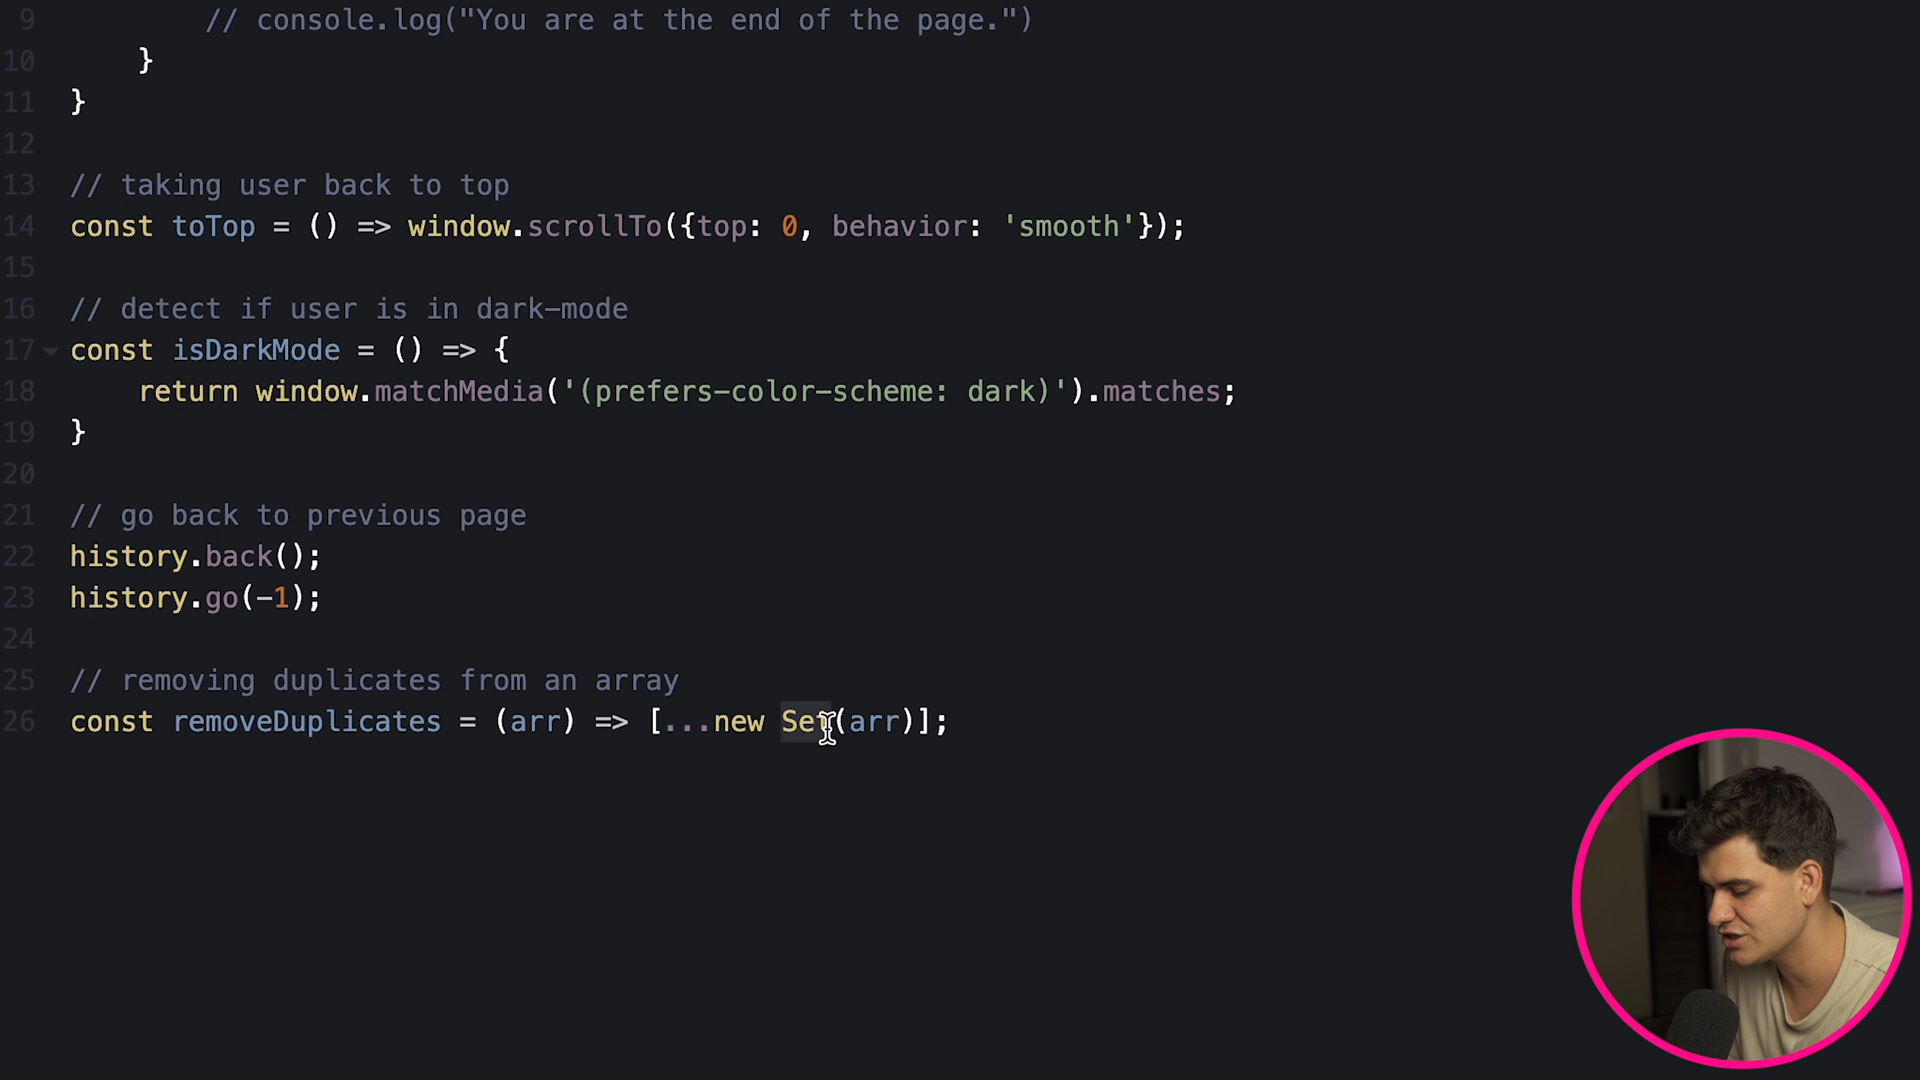 9 // console.log("You are at the end of the page.")
10 }
11 }
12
13 // taking user back to top
14 const toTop = () => window.scrollTo({top: 0, behavior: 'smooth'});
15
16 // detect if user is in dark-mode
17 const isDarkMode = () => {
18 return window.matchMedia('(prefers-color-scheme: dark)').matches;
19 }
20
21 // go back to previous page
22 history.back();
23 history.go(-1);
24
25 // removing duplicates from an array
26 const removeDuplicates = (arr) => [...new Set(arr)];